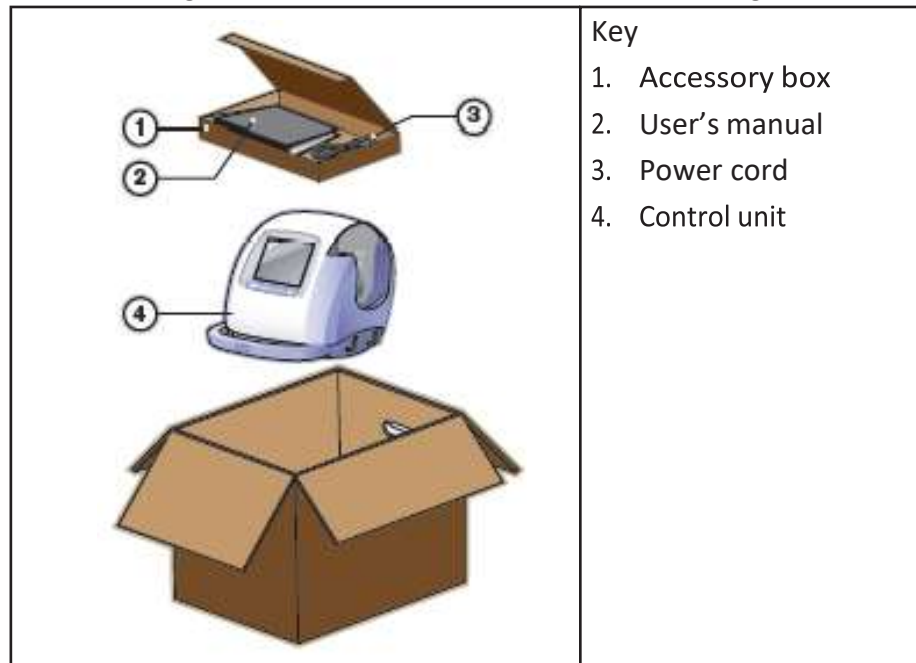 Key
1. Accessory box
2. User’s manual
3. Power cord
4. Control unit
1
2
3
4